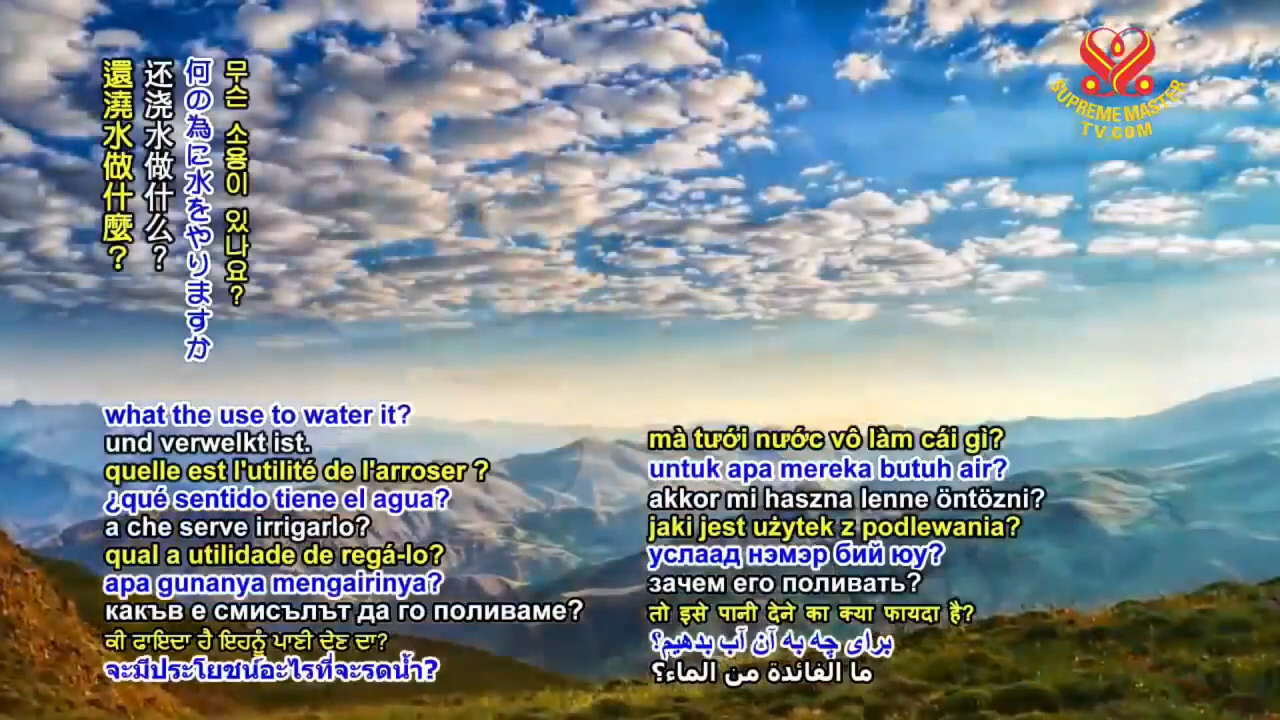 還澆水做什麼？
还浇水做什么？
何の為に水をやりますか
무슨 소용이 있나요?
SUPREME MASTER
TV.COM
what the use to water it?
und verwelkt ist.
quelle est l'utilité de l'arroser ?
¿qué sentido tiene el agua?
a che serve irrigarlo?
qual a utilidade de regá-lo?
apa gunanya mengairinya?
какъв е смисълът да го поливаме?
ਕੀ ਫਾਇਦਾ ਹੈ ਇਹਨੂੰ ਪਾਣੀ ਦੇਣ ਦਾ?
จะมีประโยชน์อะไรที่จะรดน้ำ?
mà tưới nước vô làm cái gì?
untuk apa mereka butuh air?
akkor mi haszna lenne öntözni?
jaki jest użytek z podlewania?
услаад нэмэр бий юу?
зачем его поливать?
तो इसे पानी देने का क्या फायदा है?
برای چه به آن آب بدهیم؟
ما الفائدة من الماء؟